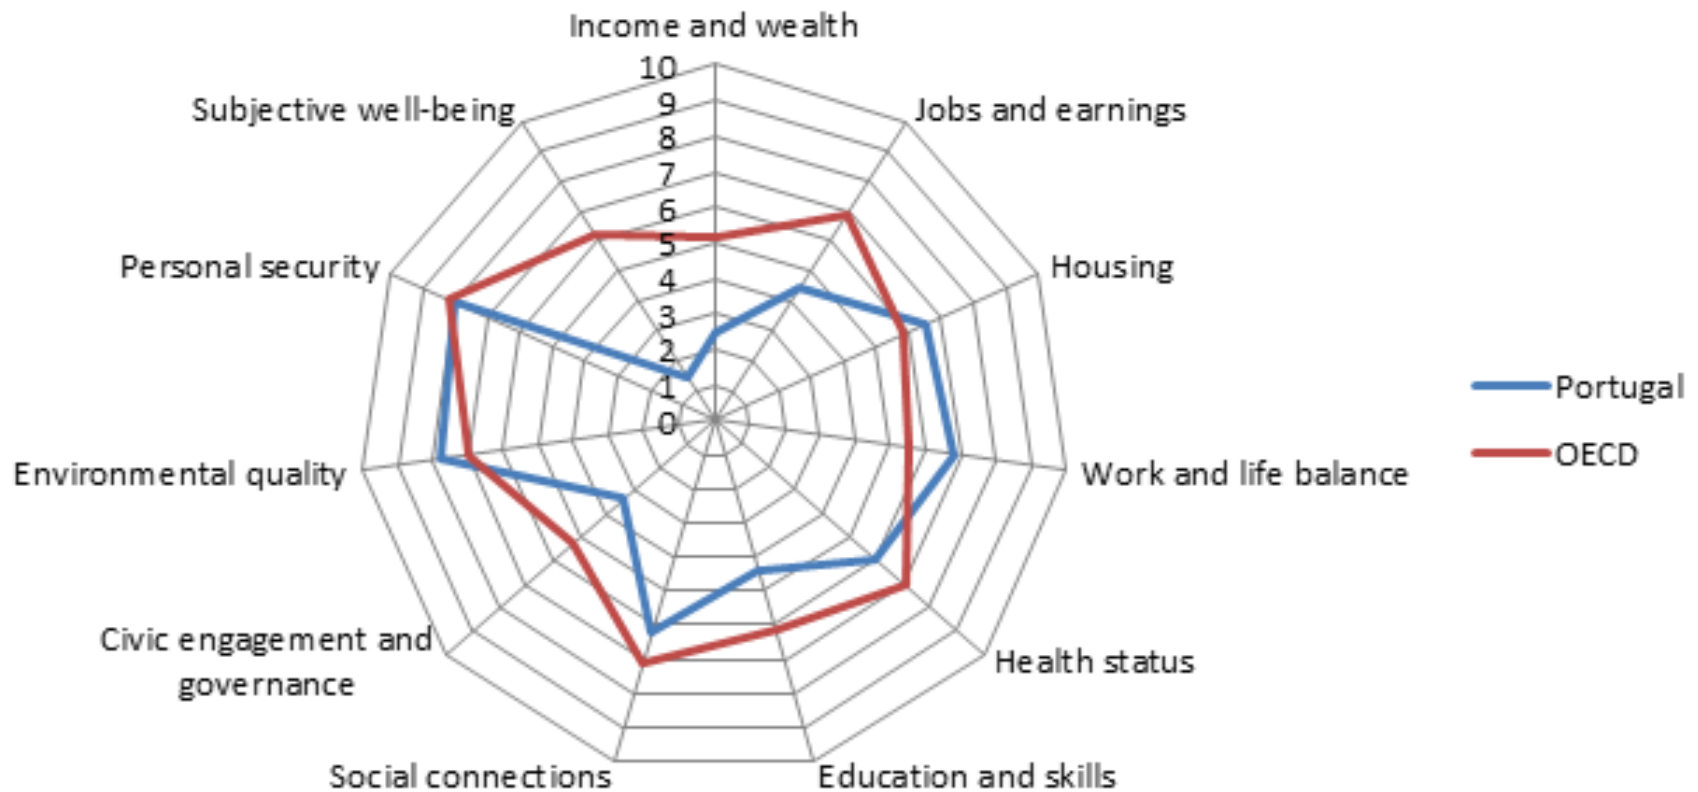 Income and wealth
10
9
8
7
6
5
4
3
2
1
0
Jobs and earnings
Housing
Work and life balance
Health status
Education and skills
Social connections
Civic engagement and
governance
Environmental quality
Personal security
Subjective well-being
Portugal
OECD